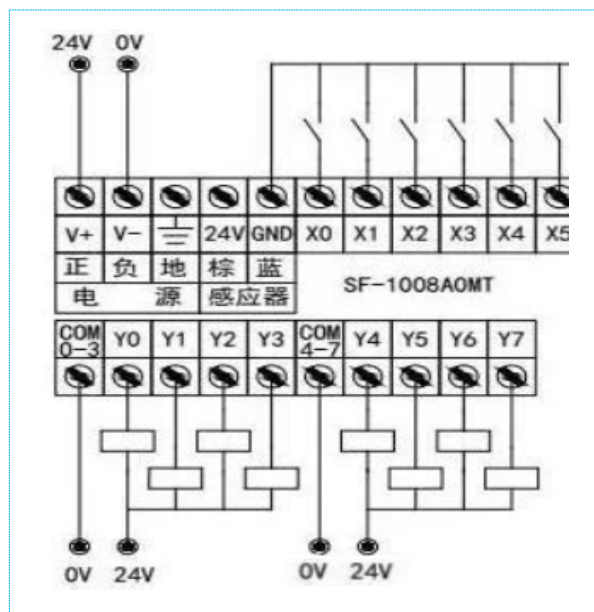 24V 0V
V+ V- 24V GND X0 X1 X2 X3 X4 X5
正 负 地 棕 蓝
电 源 感应器
SF-1008A0MT
COM 0-3 Y0 Y1 Y2 Y3 COM 4-7 Y4 Y5 Y6 Y7
0V 24V 0V 24V